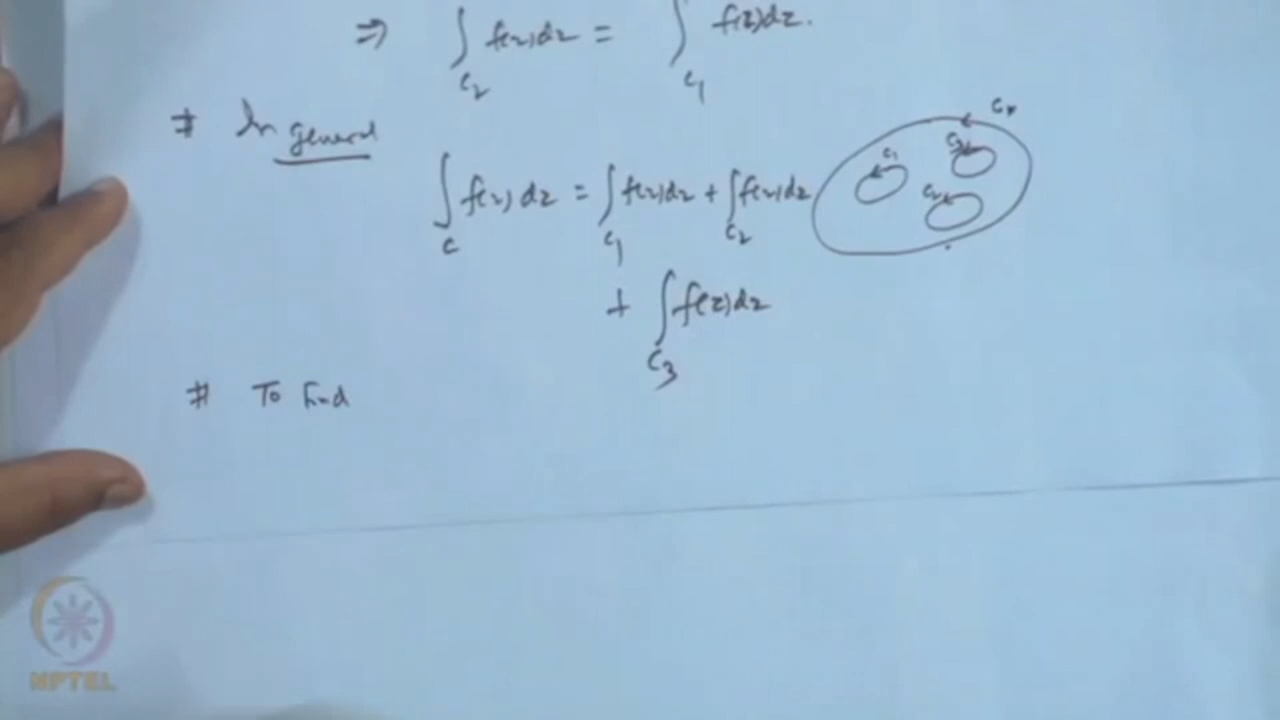 ⇒ ∫ f(z)dz = ∫ f(z)dz.
C₂ C₁
# In general
C₁ C₃ C₂
∫ f(z) dz = ∫ f(z)dz + ∫ f(z)dz
C C₁ C₂
+ ∫ f(z)dz
C₃
# To find
NPTEL